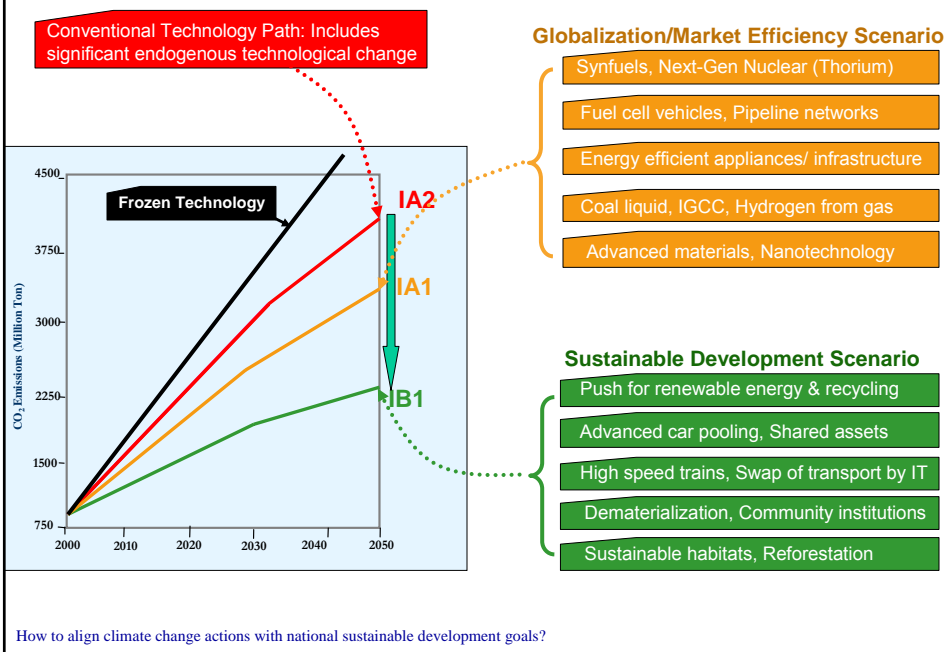 Conventional Technology Path: Includes
significant endogenous technological change
Globalization/Market Efficiency Scenario
Synfuels, Next-Gen Nuclear (Thorium)
Fuel cell vehicles, Pipeline networks
Energy efficient appliances/ infrastructure
Coal liquid, IGCC, Hydrogen from gas
Advanced materials, Nanotechnology
CO2 Emissions (Million Ton)
4500
3750
3000
2250
1500
750
2000
2010
2020
2030
2040
2050
Frozen Technology
IA2
IA1
IB1
Sustainable Development Scenario
Push for renewable energy & recycling
Advanced car pooling, Shared assets
High speed trains, Swap of transport by IT
Dematerialization, Community institutions
Sustainable habitats, Reforestation
How to align climate change actions with national sustainable development goals?